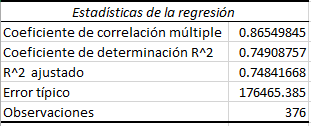 Estadísticas de la regresión
Coeficiente de correlación múltiple 0.86549845
Coeficiente de determinación R^2 0.74908757
R^2 ajustado 0.74841668
Error típico 176465.385
Observaciones 376